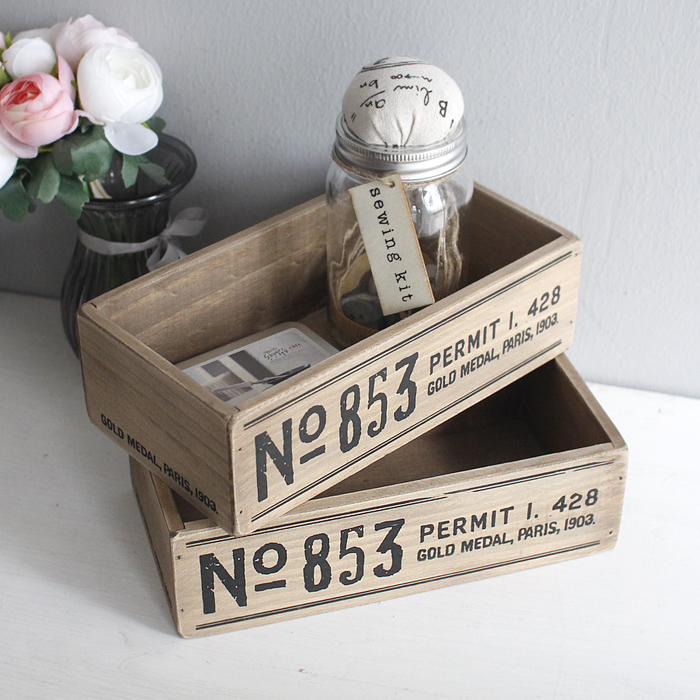 sewing kit
No 853
PERMIT I. 428
GOLD MEDAL, PARIS, 1903.
GOLD MEDAL, PARIS, 1903.
No 853
PERMIT I. 428
GOLD MEDAL, PARIS, 1903.